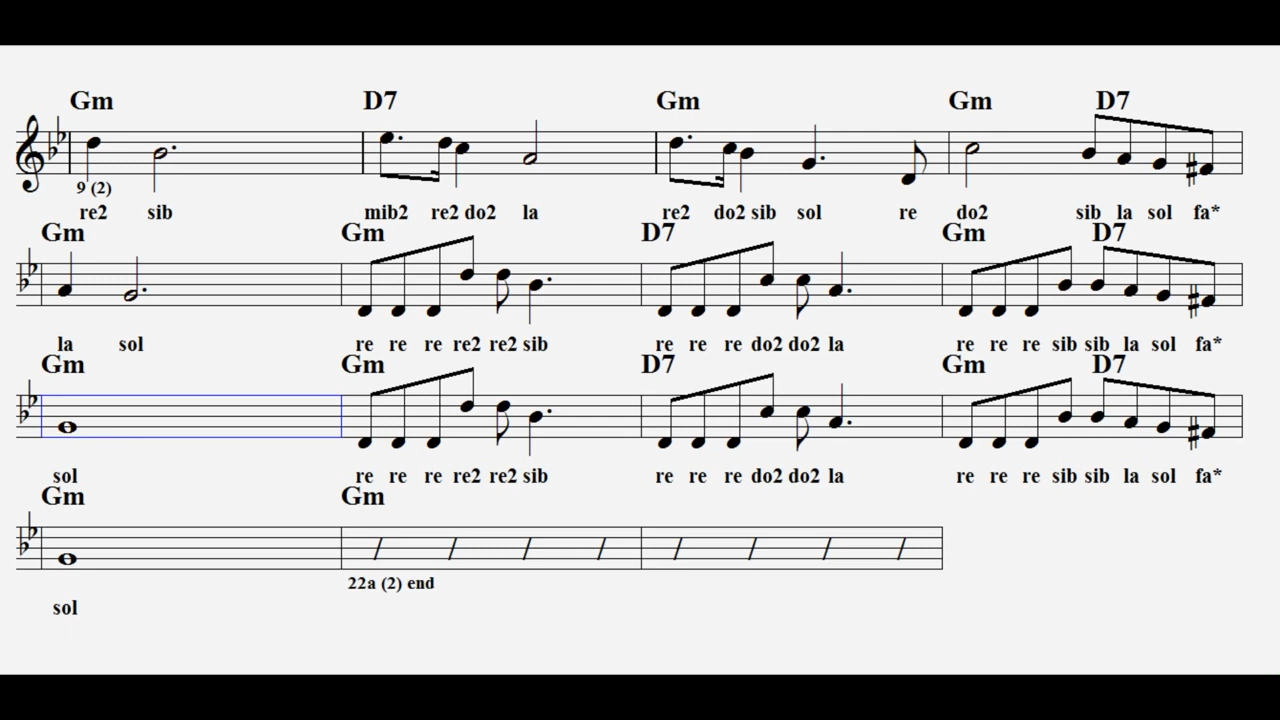 Gm D7 Gm Gm D7
9 (2)
re2 sib mib2 re2 do2 la re2 do2 sib sol re do2 sib la sol fa*
Gm Gm D7 Gm D7
la sol re re re re2 re2 sib re re re do2 do2 la re re re sib sib la sol fa*
Gm Gm D7 Gm D7
sol re re re re2 re2 sib re re re do2 do2 la re re re sib sib la sol fa*
Gm Gm
22a (2) end
sol